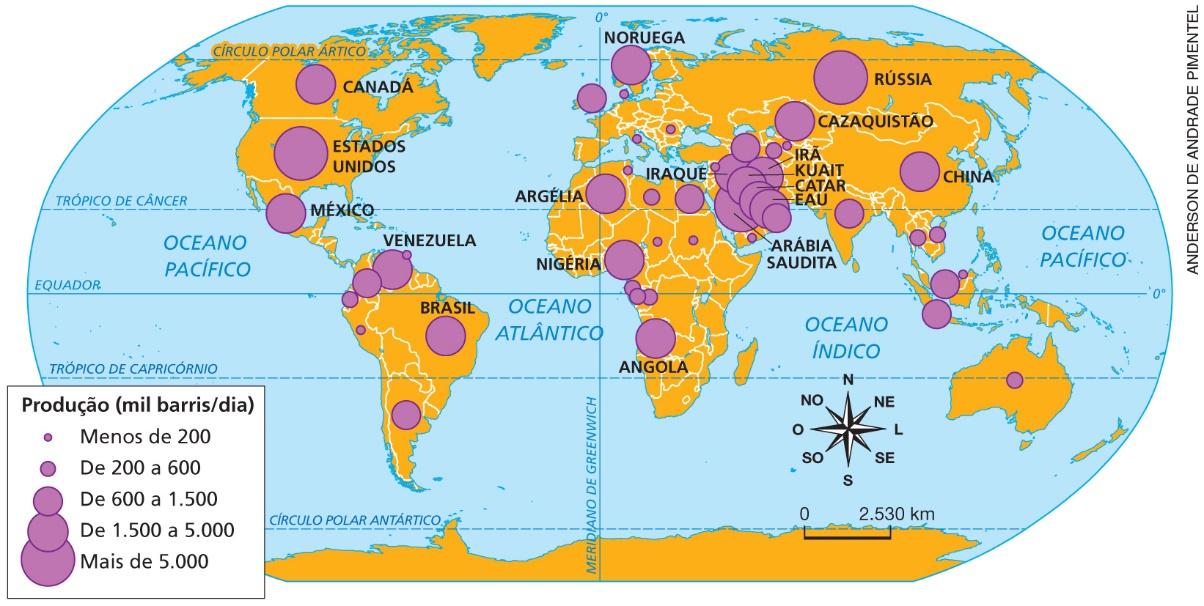 0°
NORUEGA
CÍRCULO POLAR ÁRTICO
RÚSSIA
CANADÁ
CAZAQUISTÃO
ESTADOS
UNIDOS
IRÃ
IRAQUE
KUAIT
CHINA
CATAR
ARGÉLIA
EAU
TRÓPICO DE CÂNCER
MÉXICO
OCEANO
PACÍFICO
VENEZUELA
ARÁBIA
SAUDITA
OCEANO
PACÍFICO
NIGÉRIA
EQUADOR
0°
BRASIL
OCEANO
ATLÂNTICO
OCEANO
ÍNDICO
ANGOLA
TRÓPICO DE CAPRICÓRNIO
MERIDIANO DE GREENWICH
N
NO
NE
O
L
SO
SE
S
Produção (mil barris/dia)
Menos de 200
De 200 a 600
De 600 a 1.500
De 1.500 a 5.000
Mais de 5.000
CÍRCULO POLAR ANTÁRTICO
0
2.530 km
ANDERSON DE ANDRADE PIMENTEL